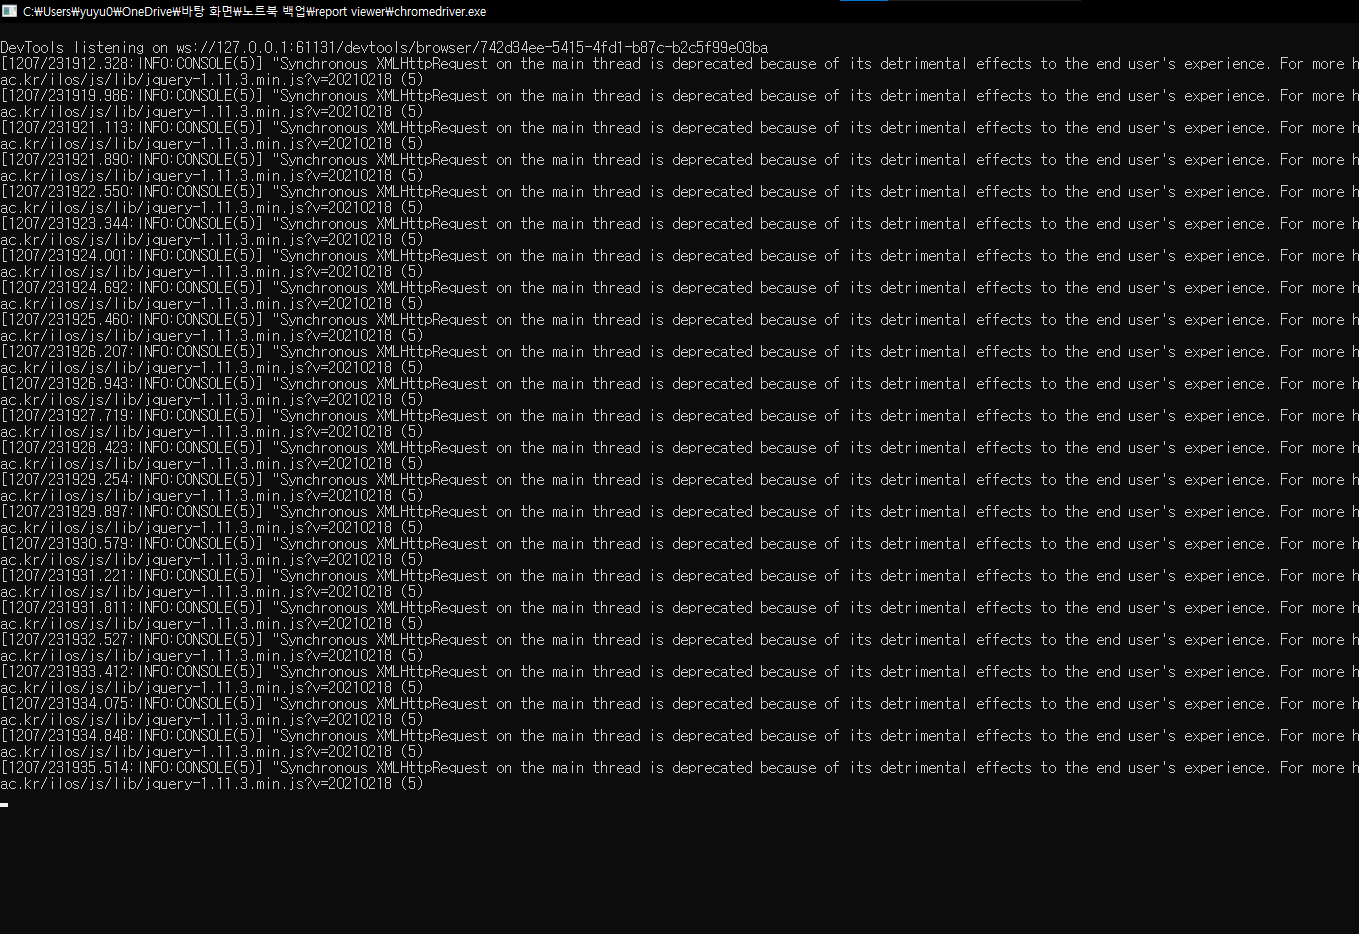 C:₩Users₩yuyu0₩OneDrive₩바탕 화면₩노트북 백업₩report viewer₩chromedriver.exe
DevTools listening on ws://127.0.0.1:61131/devtools/browser/742d34ee-5415-4fd1-b87c-b2c5f99e03ba
[1207/231912.328:INFO:CONSOLE(5)] "Synchronous XMLHttpRequest on the main thread is deprecated because of its detrimental effects to the end user's experience. For more h
ac.kr/ilos/js/lib/jquery-1.11.3.min.js?v=20210218 (5)
[1207/231919.986:INFO:CONSOLE(5)] "Synchronous XMLHttpRequest on the main thread is deprecated because of its detrimental effects to the end user's experience. For more h
ac.kr/ilos/js/lib/jquery-1.11.3.min.js?v=20210218 (5)
[1207/231921.113:INFO:CONSOLE(5)] "Synchronous XMLHttpRequest on the main thread is deprecated because of its detrimental effects to the end user's experience. For more h
ac.kr/ilos/js/lib/jquery-1.11.3.min.js?v=20210218 (5)
[1207/231921.890:INFO:CONSOLE(5)] "Synchronous XMLHttpRequest on the main thread is deprecated because of its detrimental effects to the end user's experience. For more h
ac.kr/ilos/js/lib/jquery-1.11.3.min.js?v=20210218 (5)
[1207/231922.550:INFO:CONSOLE(5)] "Synchronous XMLHttpRequest on the main thread is deprecated because of its detrimental effects to the end user's experience. For more h
ac.kr/ilos/js/lib/jquery-1.11.3.min.js?v=20210218 (5)
[1207/231923.344:INFO:CONSOLE(5)] "Synchronous XMLHttpRequest on the main thread is deprecated because of its detrimental effects to the end user's experience. For more h
ac.kr/ilos/js/lib/jquery-1.11.3.min.js?v=20210218 (5)
[1207/231924.001:INFO:CONSOLE(5)] "Synchronous XMLHttpRequest on the main thread is deprecated because of its detrimental effects to the end user's experience. For more h
ac.kr/ilos/js/lib/jquery-1.11.3.min.js?v=20210218 (5)
[1207/231924.692:INFO:CONSOLE(5)] "Synchronous XMLHttpRequest on the main thread is deprecated because of its detrimental effects to the end user's experience. For more h
ac.kr/ilos/js/lib/jquery-1.11.3.min.js?v=20210218 (5)
[1207/231925.460:INFO:CONSOLE(5)] "Synchronous XMLHttpRequest on the main thread is deprecated because of its detrimental effects to the end user's experience. For more h
ac.kr/ilos/js/lib/jquery-1.11.3.min.js?v=20210218 (5)
[1207/231926.207:INFO:CONSOLE(5)] "Synchronous XMLHttpRequest on the main thread is deprecated because of its detrimental effects to the end user's experience. For more h
ac.kr/ilos/js/lib/jquery-1.11.3.min.js?v=20210218 (5)
[1207/231926.943:INFO:CONSOLE(5)] "Synchronous XMLHttpRequest on the main thread is deprecated because of its detrimental effects to the end user's experience. For more h
ac.kr/ilos/js/lib/jquery-1.11.3.min.js?v=20210218 (5)
[1207/231927.719:INFO:CONSOLE(5)] "Synchronous XMLHttpRequest on the main thread is deprecated because of its detrimental effects to the end user's experience. For more h
ac.kr/ilos/js/lib/jquery-1.11.3.min.js?v=20210218 (5)
[1207/231928.423:INFO:CONSOLE(5)] "Synchronous XMLHttpRequest on the main thread is deprecated because of its detrimental effects to the end user's experience. For more h
ac.kr/ilos/js/lib/jquery-1.11.3.min.js?v=20210218 (5)
[1207/231929.254:INFO:CONSOLE(5)] "Synchronous XMLHttpRequest on the main thread is deprecated because of its detrimental effects to the end user's experience. For more h
ac.kr/ilos/js/lib/jquery-1.11.3.min.js?v=20210218 (5)
[1207/231929.897:INFO:CONSOLE(5)] "Synchronous XMLHttpRequest on the main thread is deprecated because of its detrimental effects to the end user's experience. For more h
ac.kr/ilos/js/lib/jquery-1.11.3.min.js?v=20210218 (5)
[1207/231930.579:INFO:CONSOLE(5)] "Synchronous XMLHttpRequest on the main thread is deprecated because of its detrimental effects to the end user's experience. For more h
ac.kr/ilos/js/lib/jquery-1.11.3.min.js?v=20210218 (5)
[1207/231931.221:INFO:CONSOLE(5)] "Synchronous XMLHttpRequest on the main thread is deprecated because of its detrimental effects to the end user's experience. For more h
ac.kr/ilos/js/lib/jquery-1.11.3.min.js?v=20210218 (5)
[1207/231931.811:INFO:CONSOLE(5)] "Synchronous XMLHttpRequest on the main thread is deprecated because of its detrimental effects to the end user's experience. For more h
ac.kr/ilos/js/lib/jquery-1.11.3.min.js?v=20210218 (5)
[1207/231932.527:INFO:CONSOLE(5)] "Synchronous XMLHttpRequest on the main thread is deprecated because of its detrimental effects to the end user's experience. For more h
ac.kr/ilos/js/lib/jquery-1.11.3.min.js?v=20210218 (5)
[1207/231933.412:INFO:CONSOLE(5)] "Synchronous XMLHttpRequest on the main thread is deprecated because of its detrimental effects to the end user's experience. For more h
ac.kr/ilos/js/lib/jquery-1.11.3.min.js?v=20210218 (5)
[1207/231934.075:INFO:CONSOLE(5)] "Synchronous XMLHttpRequest on the main thread is deprecated because of its detrimental effects to the end user's experience. For more h
ac.kr/ilos/js/lib/jquery-1.11.3.min.js?v=20210218 (5)
[1207/231934.848:INFO:CONSOLE(5)] "Synchronous XMLHttpRequest on the main thread is deprecated because of its detrimental effects to the end user's experience. For more h
ac.kr/ilos/js/lib/jquery-1.11.3.min.js?v=20210218 (5)
[1207/231935.514:INFO:CONSOLE(5)] "Synchronous XMLHttpRequest on the main thread is deprecated because of its detrimental effects to the end user's experience. For more h
ac.kr/ilos/js/lib/jquery-1.11.3.min.js?v=20210218 (5)